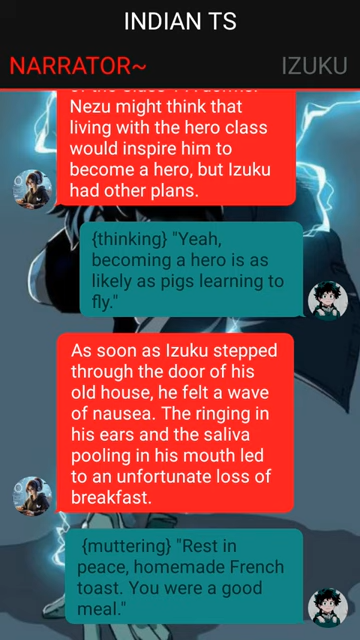 INDIAN TS
NARRATOR~
IZUKU
Nezu might think that
living with the hero class
would inspire him to
become a hero, but Izuku
had other plans.
{thinking} "Yeah,
becoming a hero is as
likely as pigs learning to
fly."
As soon as Izuku stepped
through the door of his
old house, he felt a wave
of nausea. The ringing in
his ears and the saliva
pooling in his mouth led
to an unfortunate loss of
breakfast.
{muttering} "Rest in
peace, homemade French
toast. You were a good
meal."